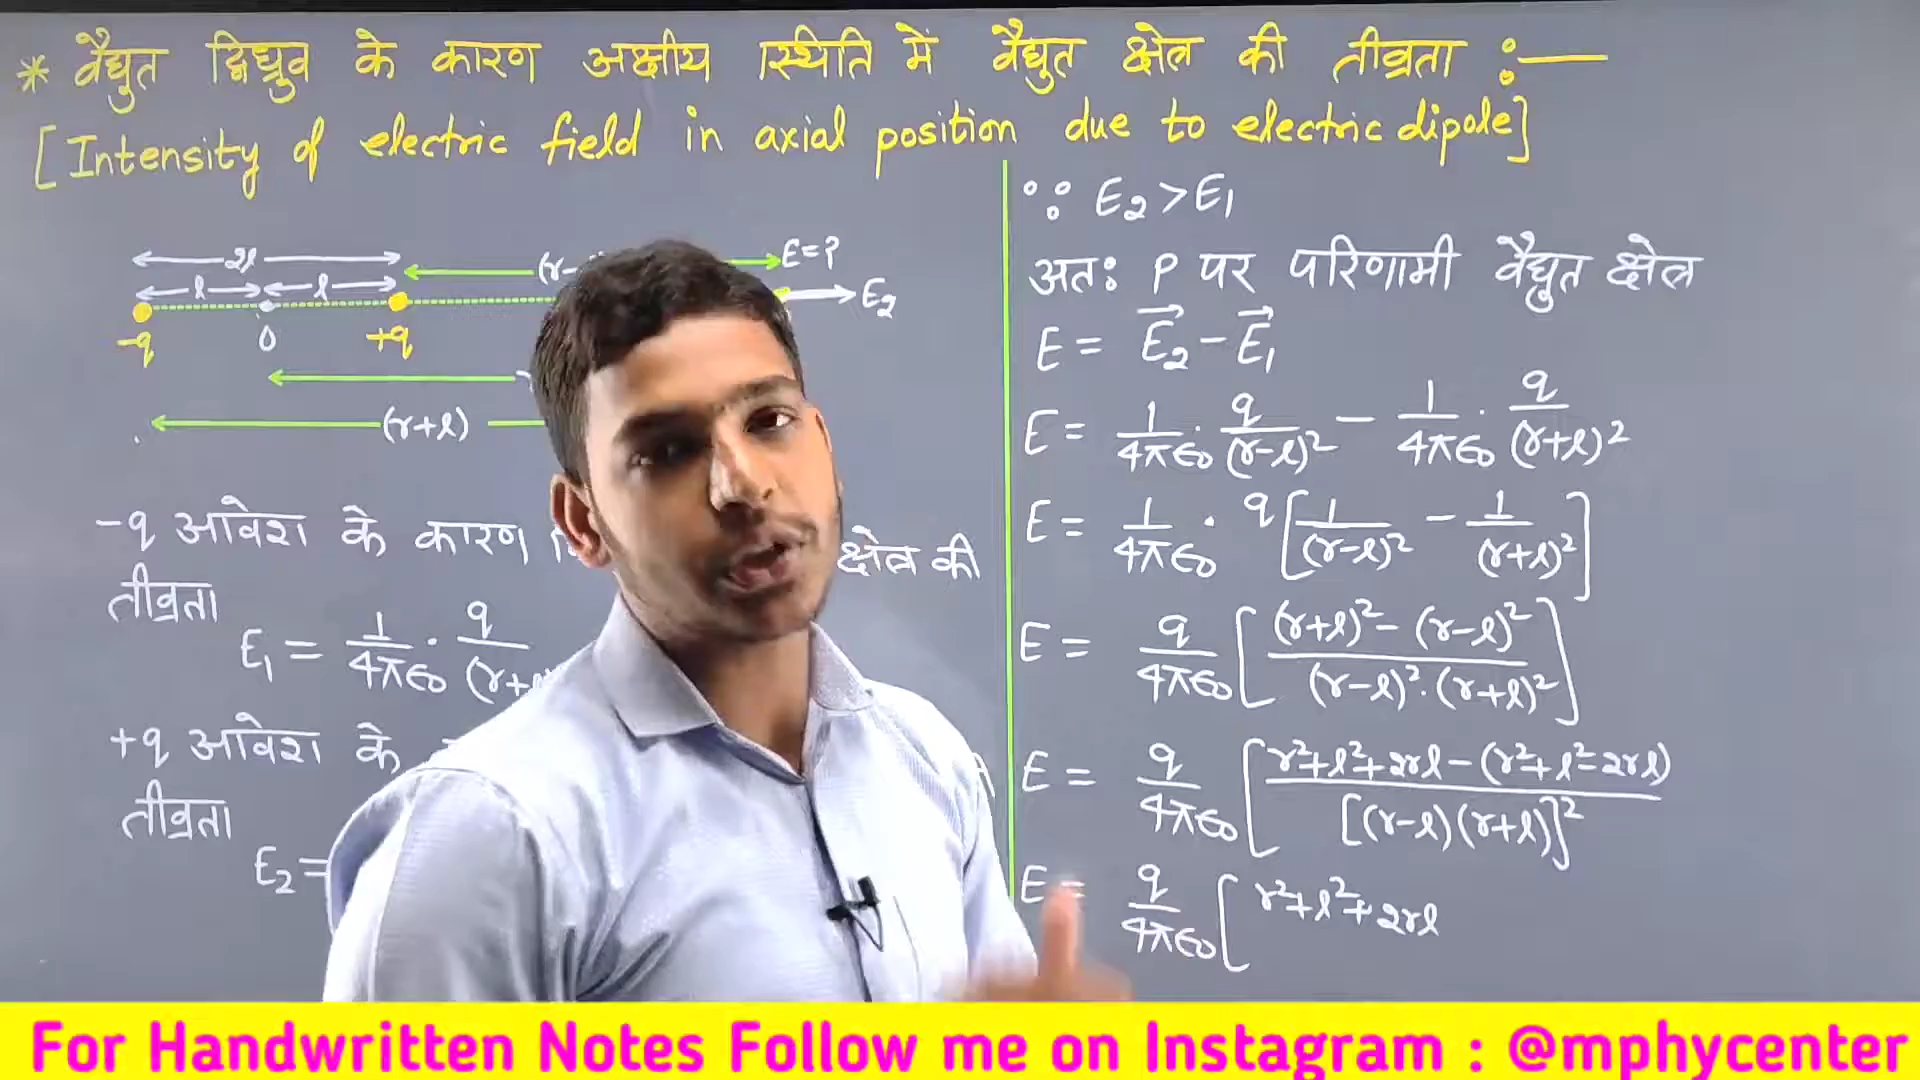 * वैद्युत द्विध्रुव के कारण अक्षीय स्थिति में वैद्युत क्षेत्र की तीव्रता :—
[Intensity of electric field in axial position due to electric dipole]
2l
(r-
E=?
l l
E₂
-q O +q
(r+l)
-q आवेश के कारण क्षेत्र की
तीव्रता
E₁ = 1/4πε₀ · q/(r+
+q आवेश के
तीव्रता
E₂=
∵ E₂>E₁
अतः P पर परिणामी वैद्युत क्षेत्र
E = E₂⃗ - E₁⃗
E = 1/4πε₀ · q/(r-l)² - 1/4πε₀ · q/(r+l)²
E = 1/4πε₀ · q[1/(r-l)² - 1/(r+l)²]
E = q/4πε₀ [(r+l)² - (r-l)² / (r-l)²·(r+l)²]
E = q/4πε₀ [r²+l²+2rl-(r²+l²-2rl) / [(r-l)(r+l)]²]
E = q/4πε₀ [r²+l²+2rl
For Handwritten Notes Follow me on Instagram : @mphycenter